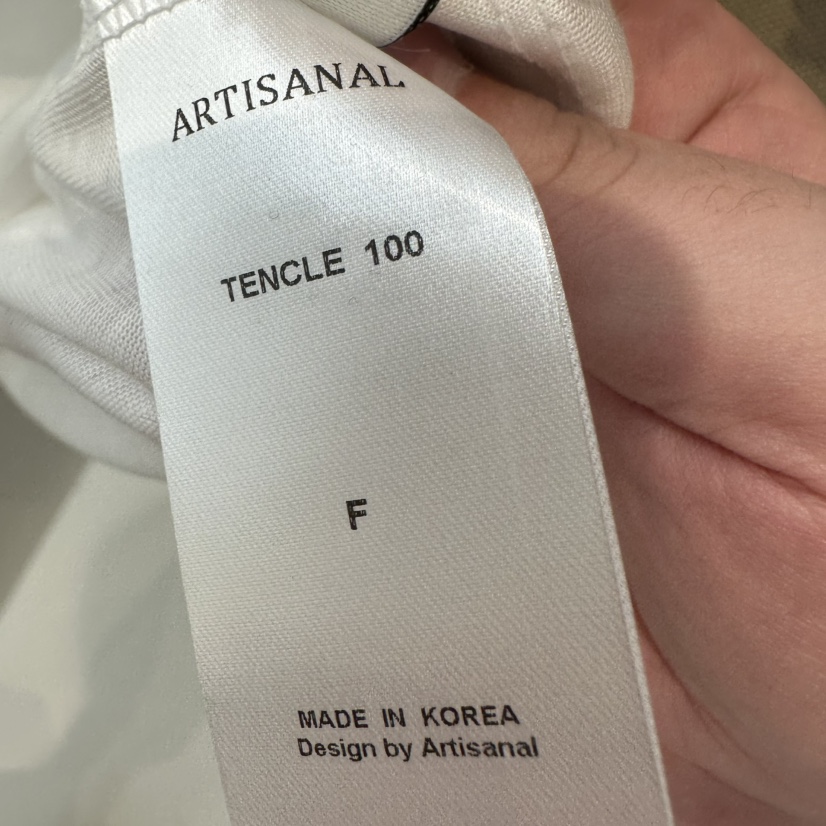 ARTISANAL
TENCLE 100
F
MADE IN KOREA
Design by Artisanal